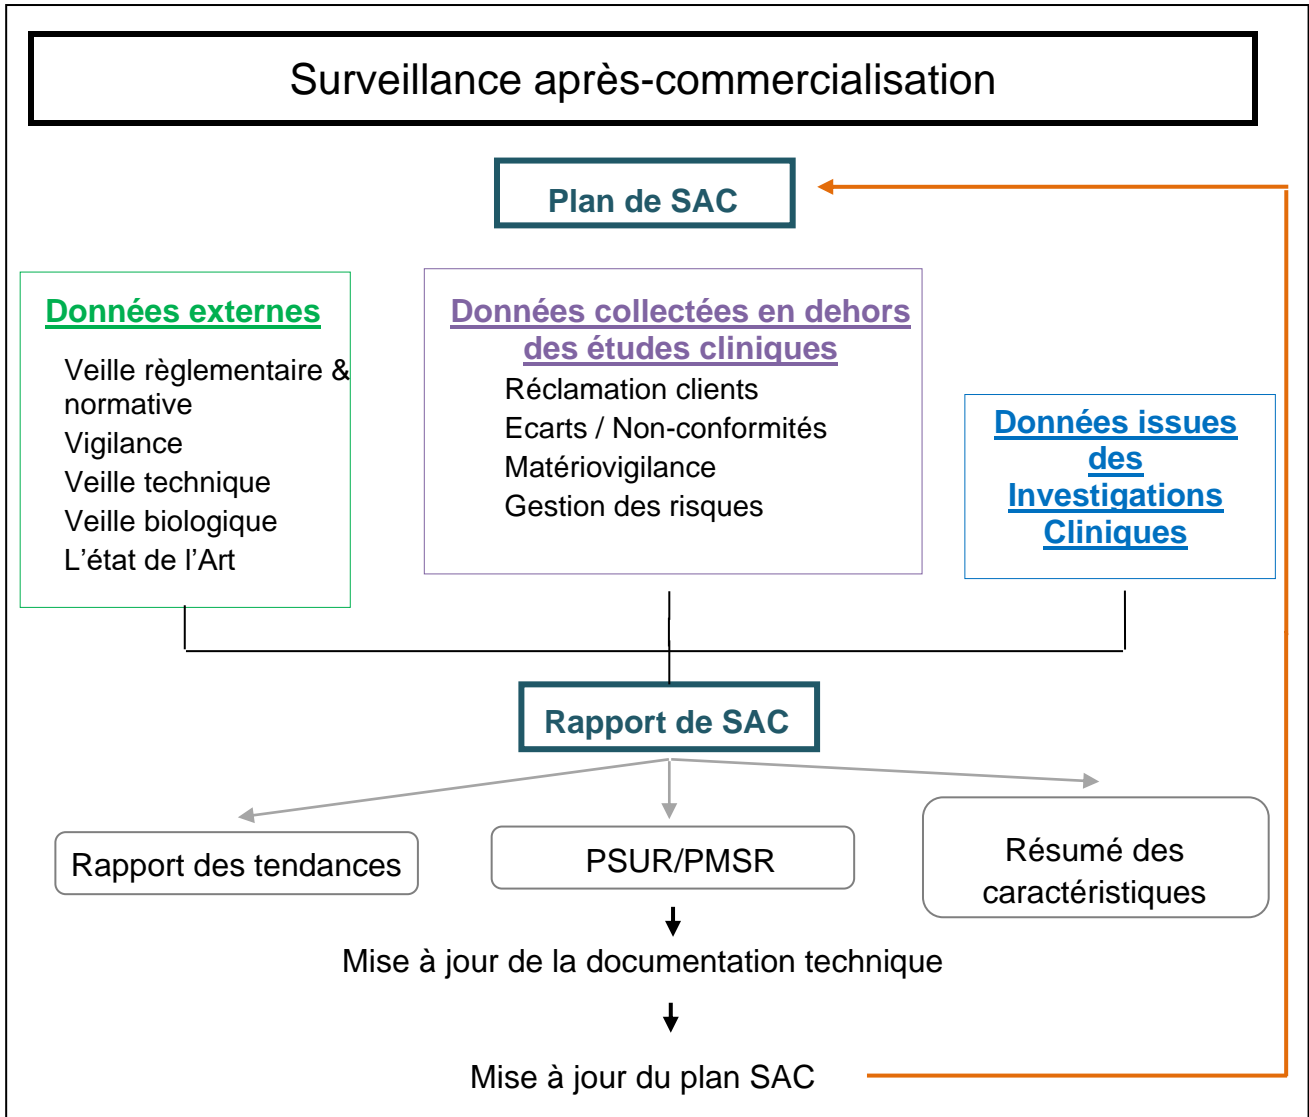 Surveillance après-commercialisation
Plan de SAC
Données externes
Veille règlementaire &
normative
Vigilance
Veille technique
Veille biologique
L’état de l’Art
Données collectées en dehors
des études cliniques
Réclamation clients
Ecarts / Non-conformités
Matèriovigilance
Gestion des risques
Données issues
des
Investigations
Cliniques
Rapport de SAC
Rapport des tendances
PSUR/PMSR
Résumé des
caractéristiques
Mise à jour de la documentation technique
Mise à jour du plan SAC